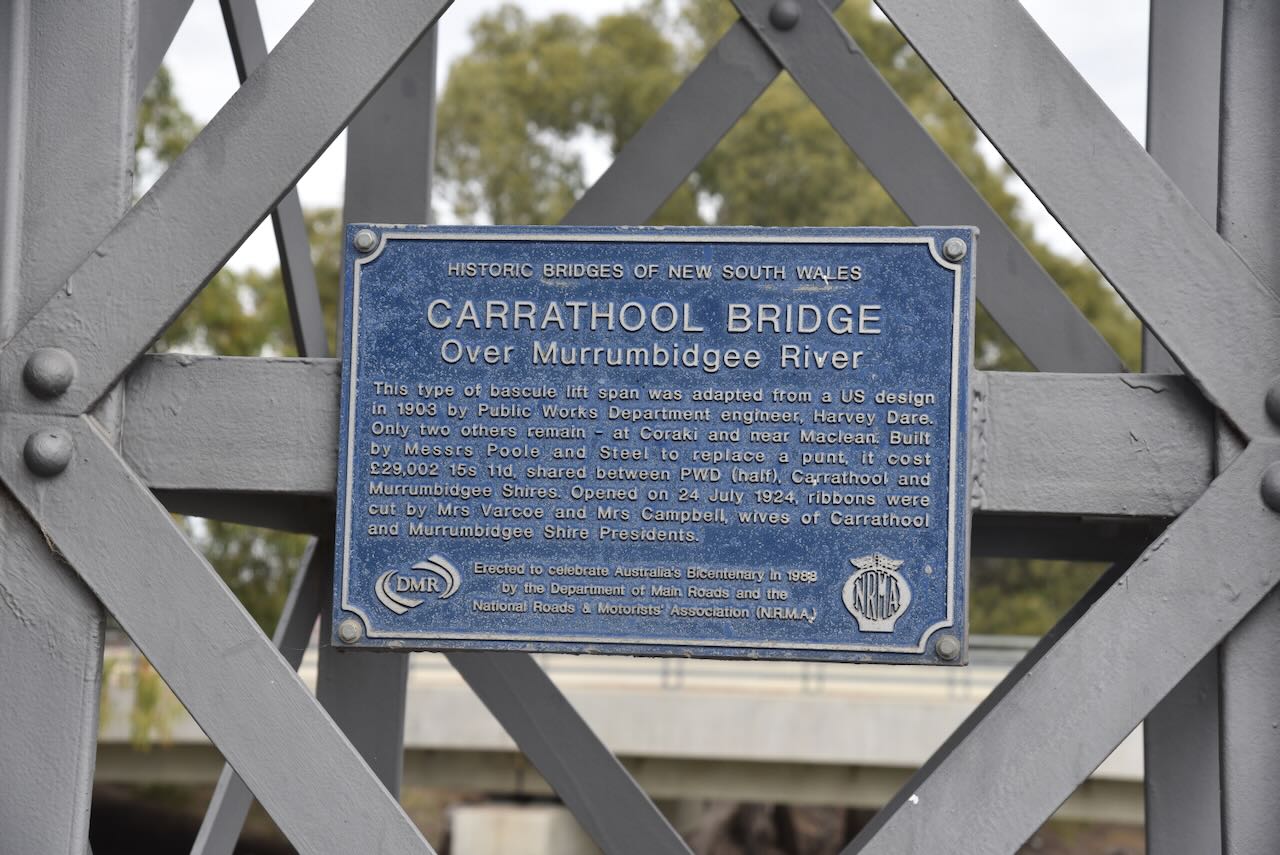 HISTORIC BRIDGES OF NEW SOUTH WALES
CARRATHOOL BRIDGE
Over Murrumbidgee River
This type of bascule lift span was adapted from a US design
in 1903 by Public Works Department engineer, Harvey Dare.
Only two others remain - at Coraki and near Maclean. Built
by Messrs Poole and Steel to replace a punt, it cost
£29,002 15s 11d, shared between PWD (half), Carrathool and
Murrumbidgee Shires. Opened on 24 July 1924, ribbons were
cut by Mrs Varcoe and Mrs Campbell, wives of Carrathool
and Murrumbidgee Shire Presidents.
DMR
Erected to celebrate Australia's Bicentenary in 1988
by the Department of Main Roads and the
National Roads & Motorists' Association (N.R.M.A.)
NRMA